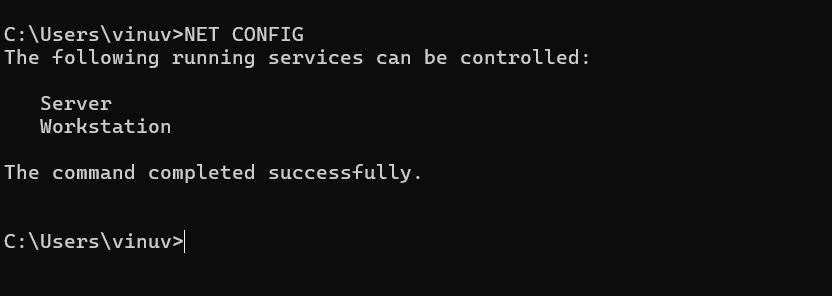 C:\Users\vinuv>NET CONFIG
The following running services can be controlled:
Server
Workstation
The command completed successfully.
C:\Users\vinuv>